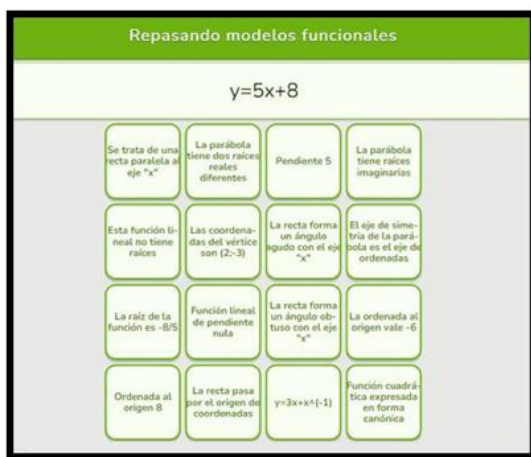 Repasando modelos funcionales
y=5x+8
Se trata de una
recta paralela al
eje "x"
La parábola
tiene dos raíces
reales
diferentes
Pendiente 5
La parábola
tiene raíces
imaginarias
Esta función li-
neal no tiene
raíces
Las coordena-
das del vértice
son (2;-3)
La recta forma
un ángulo
agudo con el eje
"x"
El eje de sime-
tría de la pará-
bola es el eje de
ordenadas
La raíz de la
función es -8/5
Función lineal
de pendiente
nula
La recta forma
un ángulo ob-
tuso con el eje
"x"
La ordenada al
origen vale -6
Ordenada al
origen 8
La recta pasa
por el origen de
coordenadas
y=3x+x^(-1)
Función cuadrá-
tica expresada
en forma
canónica